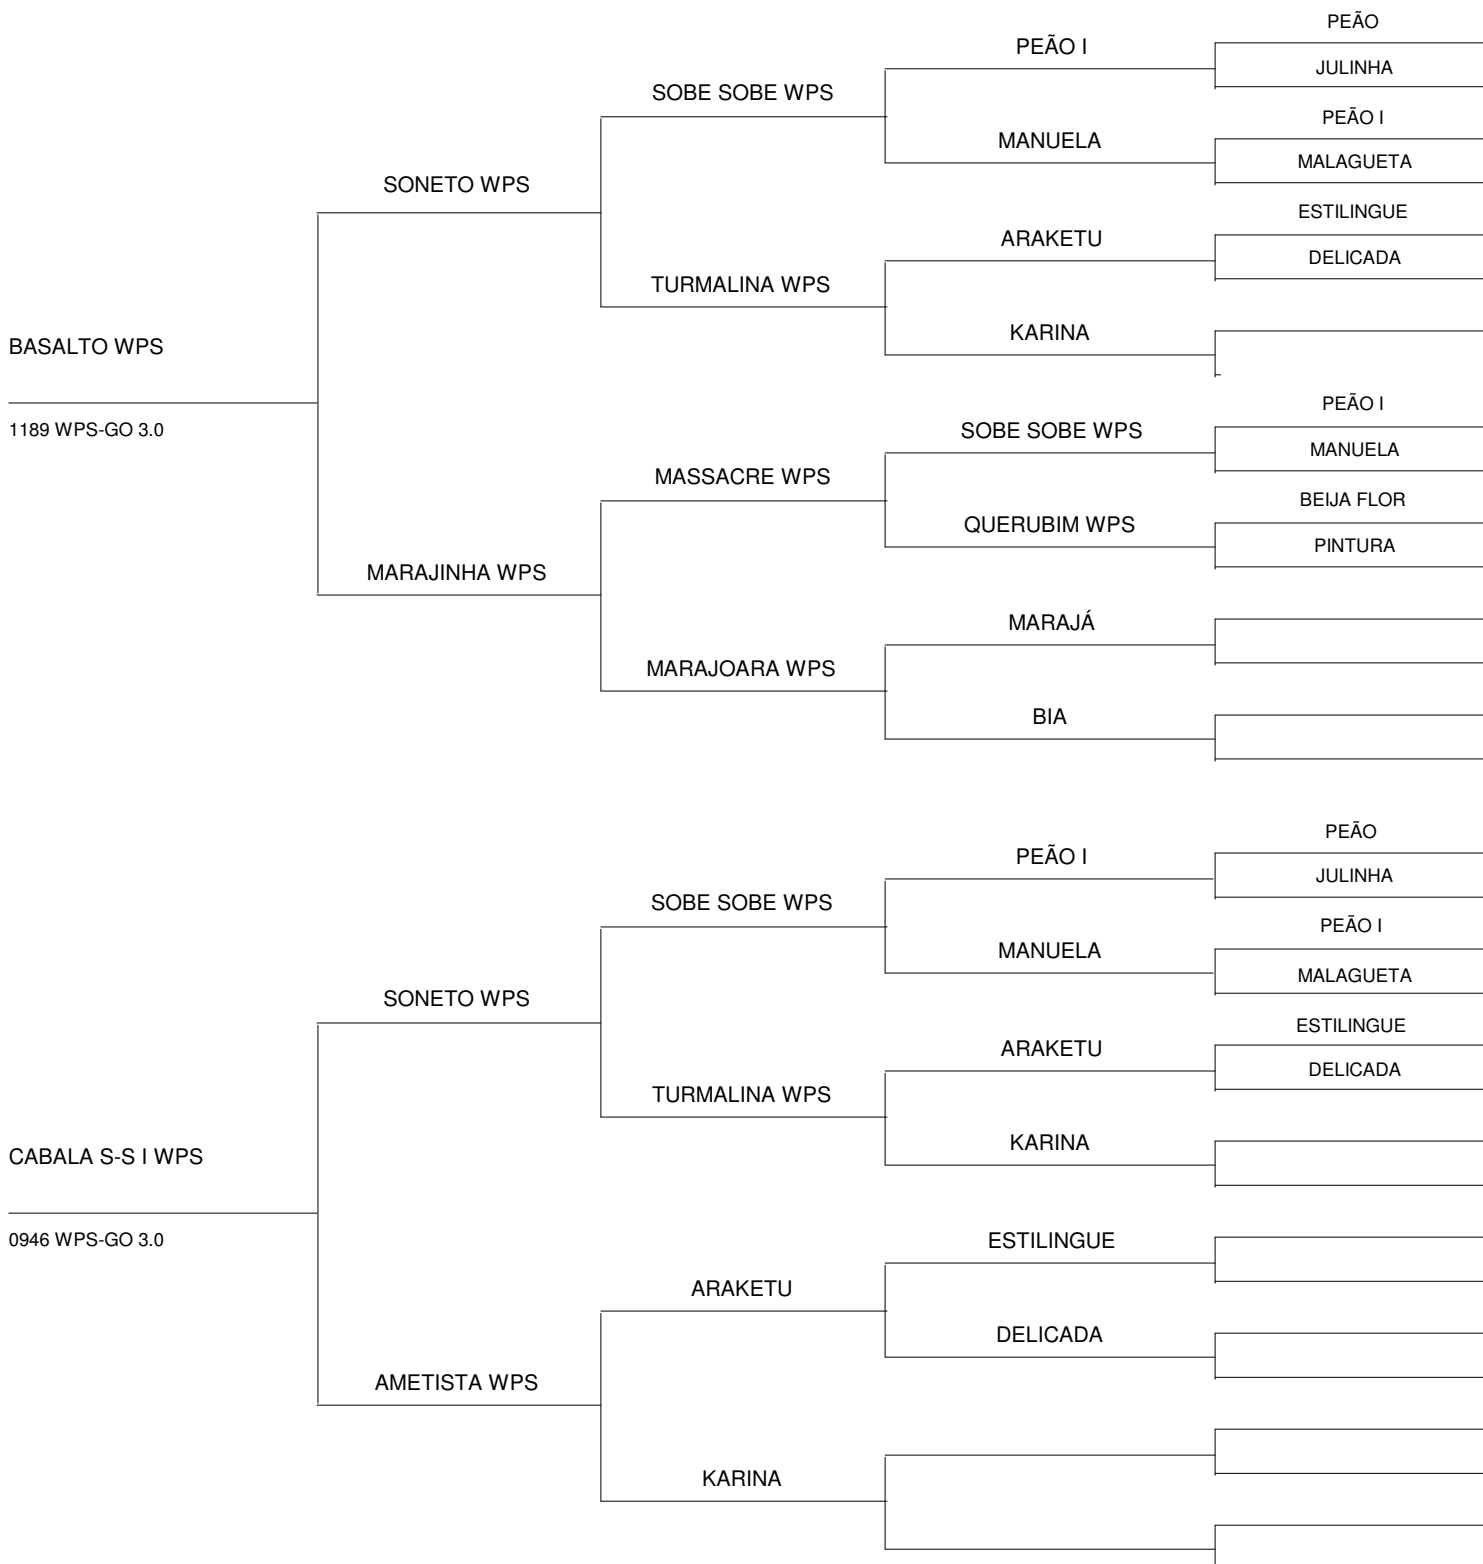 PEÃO
PEÃO I
JULINHA
SOBE SOBE WPS
PEÃO I
MANUELA
MALAGUETA
SONETO WPS
ESTILINGUE
ARAKETU
DELICADA
TURMALINA WPS
KARINA
BASALTO WPS
PEÃO I
1189 WPS-GO 3.0
SOBE SOBE WPS
MANUELA
MASSACRE WPS
BEIJA FLOR
QUERUBIM WPS
PINTURA
MARAJINHA WPS
MARAJÁ
MARAJOARA WPS
BIA
PEÃO
PEÃO I
JULINHA
SOBE SOBE WPS
PEÃO I
MANUELA
MALAGUETA
SONETO WPS
ESTILINGUE
ARAKETU
DELICADA
TURMALINA WPS
KARINA
CABALA S-S I WPS
0946 WPS-GO 3.0
ESTILINGUE
ARAKETU
DELICADA
AMETISTA WPS
KARINA